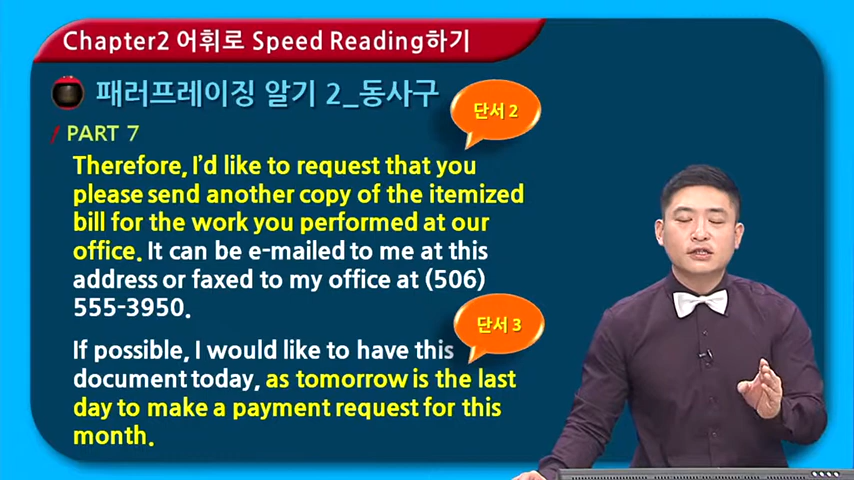 Chapter2 어휘로 Speed Reading하기
패러프레이징 알기 2_동사구
단서 2
/ PART 7
Therefore, I’d like to request that you
please send another copy of the itemized
bill for the work you performed at our
office. It can be e-mailed to me at this
address or faxed to my office at (506)
555-3950.
단서 3
If possible, I would like to have this
document today, as tomorrow is the last
day to make a payment request for this
month.